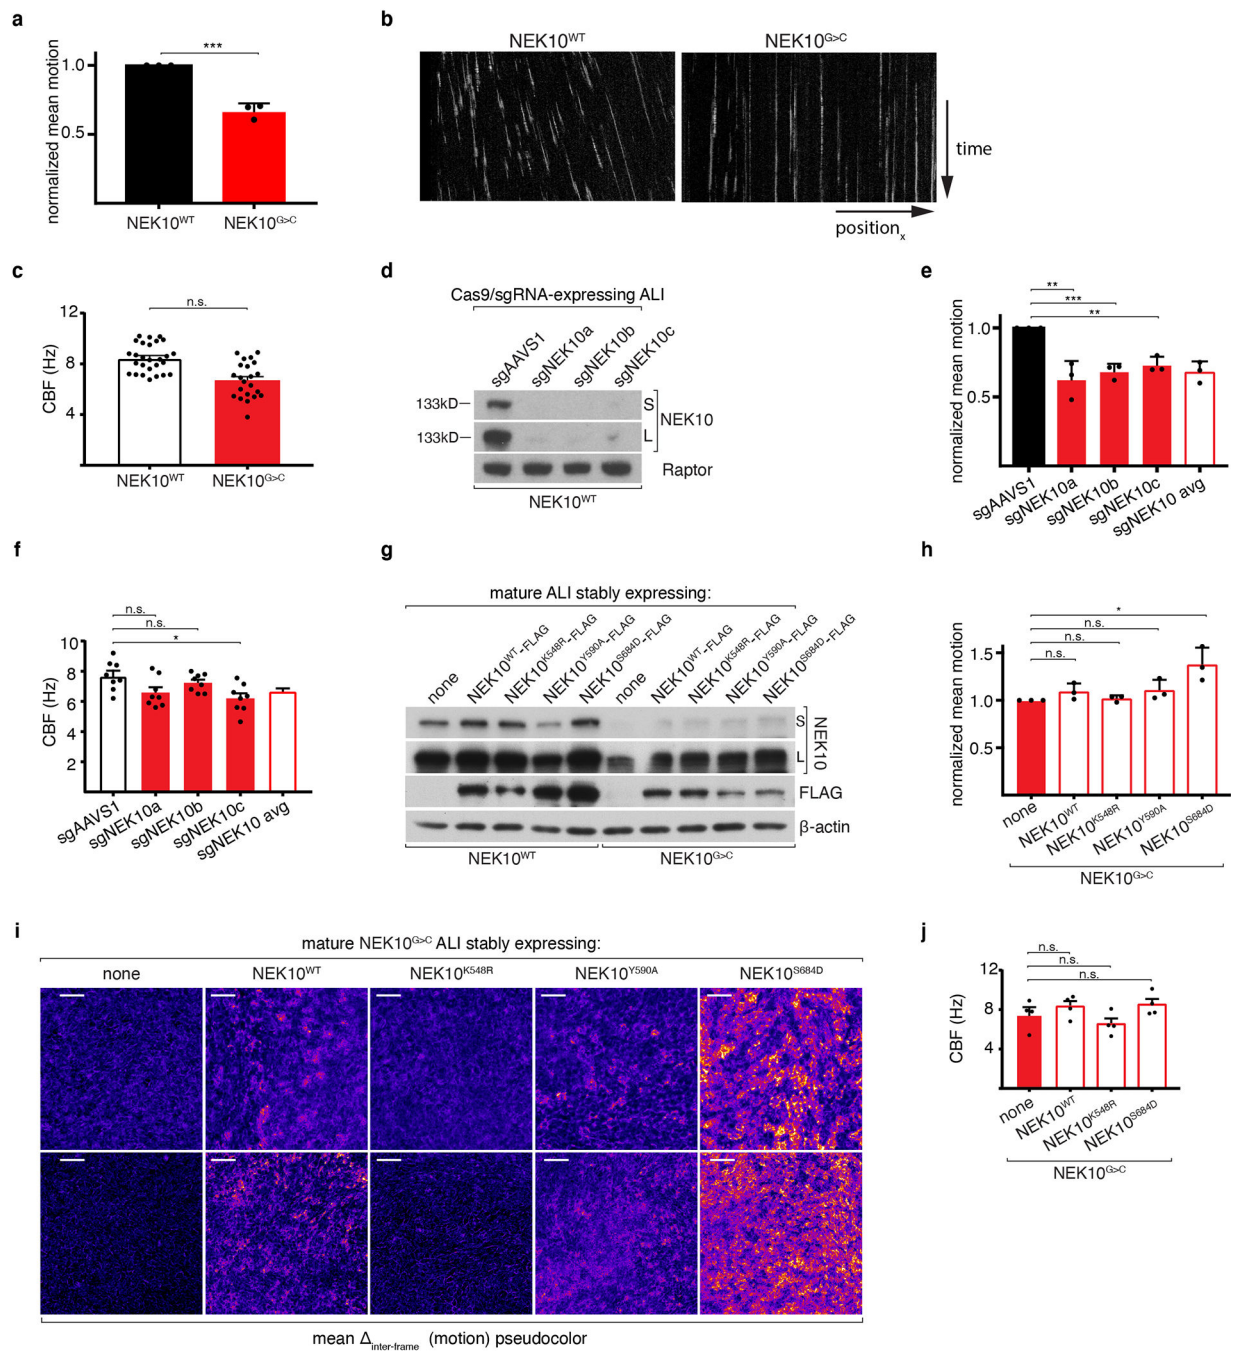 a
normalized mean motion
1.0
0.5
***
NEK10WT
NEK10G>C
b
NEK10WT
NEK10G>C
time
positionx
c
CBF (Hz)
12
8
4
n.s.
NEK10WT
NEK10G>C
d
Cas9/sgRNA-expressing ALI
sgAAVS1
sgNEK10a
sgNEK10b
sgNEK10c
133kD
S
133kD
L
NEK10
Raptor
NEK10WT
e
normalized mean motion
1.0
0.5
**
***
**
sgAAVS1
sgNEK10a
sgNEK10b
sgNEK10c
sgNEK10 avg
f
CBF (Hz)
10
8
6
4
2
n.s.
n.s.
*
sgAAVS1
sgNEK10a
sgNEK10b
sgNEK10c
sgNEK10 avg
g
mature ALI stably expressing:
none
NEK10WT-FLAG
NEK10K548R-FLAG
NEK10Y590A-FLAG
NEK10S684D-FLAG
none
NEK10WT-FLAG
NEK10K548R-FLAG
NEK10Y590A-FLAG
NEK10S684D-FLAG
S
L
NEK10
FLAG
β-actin
NEK10WT
NEK10G>C
h
normalized mean motion
1.5
1.0
0.5
*
n.s.
n.s.
n.s.
none
NEK10WT
NEK10K548R
NEK10Y590A
NEK10S684D
NEK10G>C
i
mature NEK10G>C ALI stably expressing:
none
NEK10WT
NEK10K548R
NEK10Y590A
NEK10S684D
mean Δinter-frame (motion) pseudocolor
j
CBF (Hz)
12
8
4
n.s.
n.s.
n.s.
none
NEK10WT
NEK10K548R
NEK10S684D
NEK10G>C